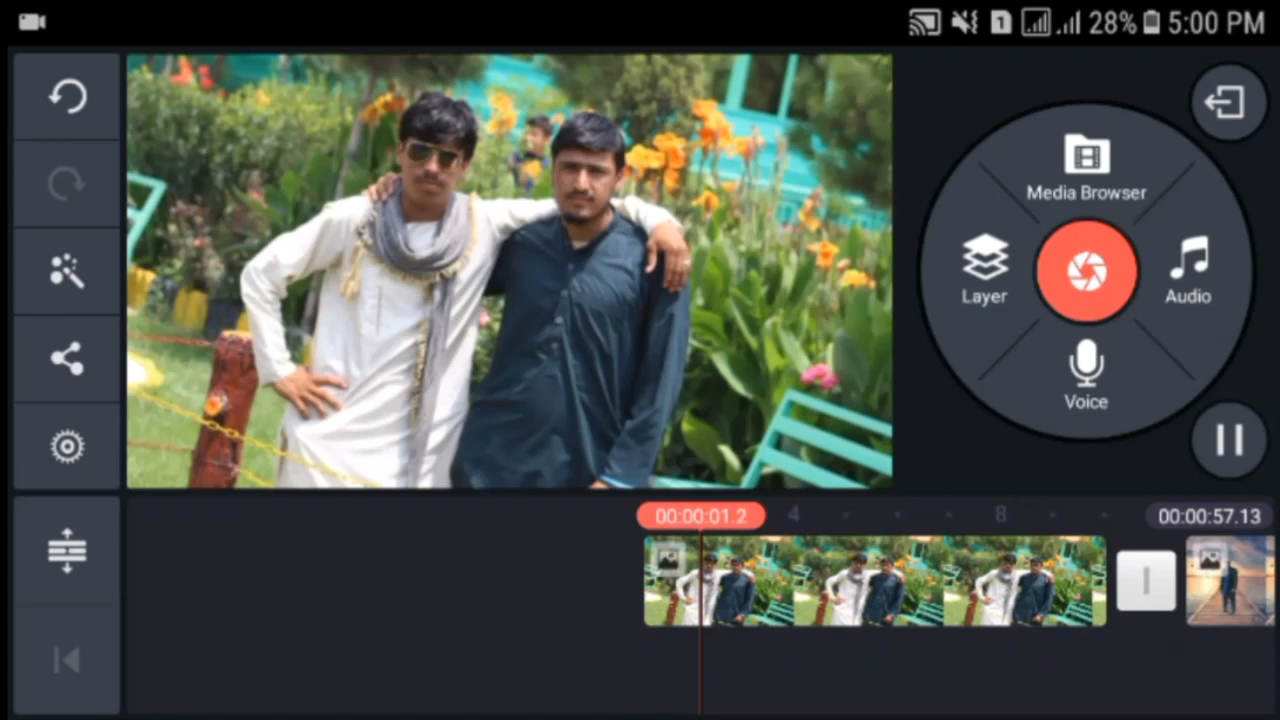 1 28% 5:00 PM
Media Browser
Layer
Audio
Voice
00:00:01.2 4 8 00:00:57.13